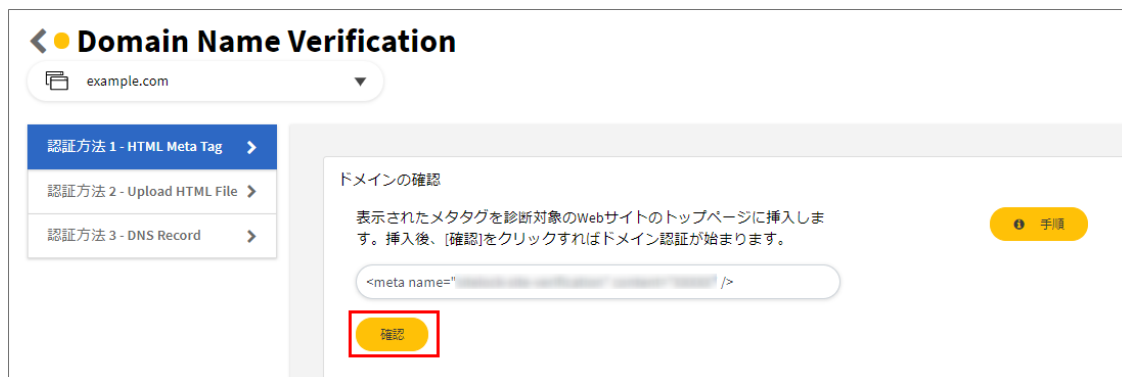 Domain Name Verification
example.com
認証方法 1 - HTML Meta Tag
認証方法 2 - Upload HTML File
認証方法 3 - DNS Record
ドメインの確認
表示されたメタタグを診断対象のWebサイトのトップページに挿入しま
す。挿入後、[確認]をクリックすればドメイン認証が始まります。
手順
<meta name=" " />
確認